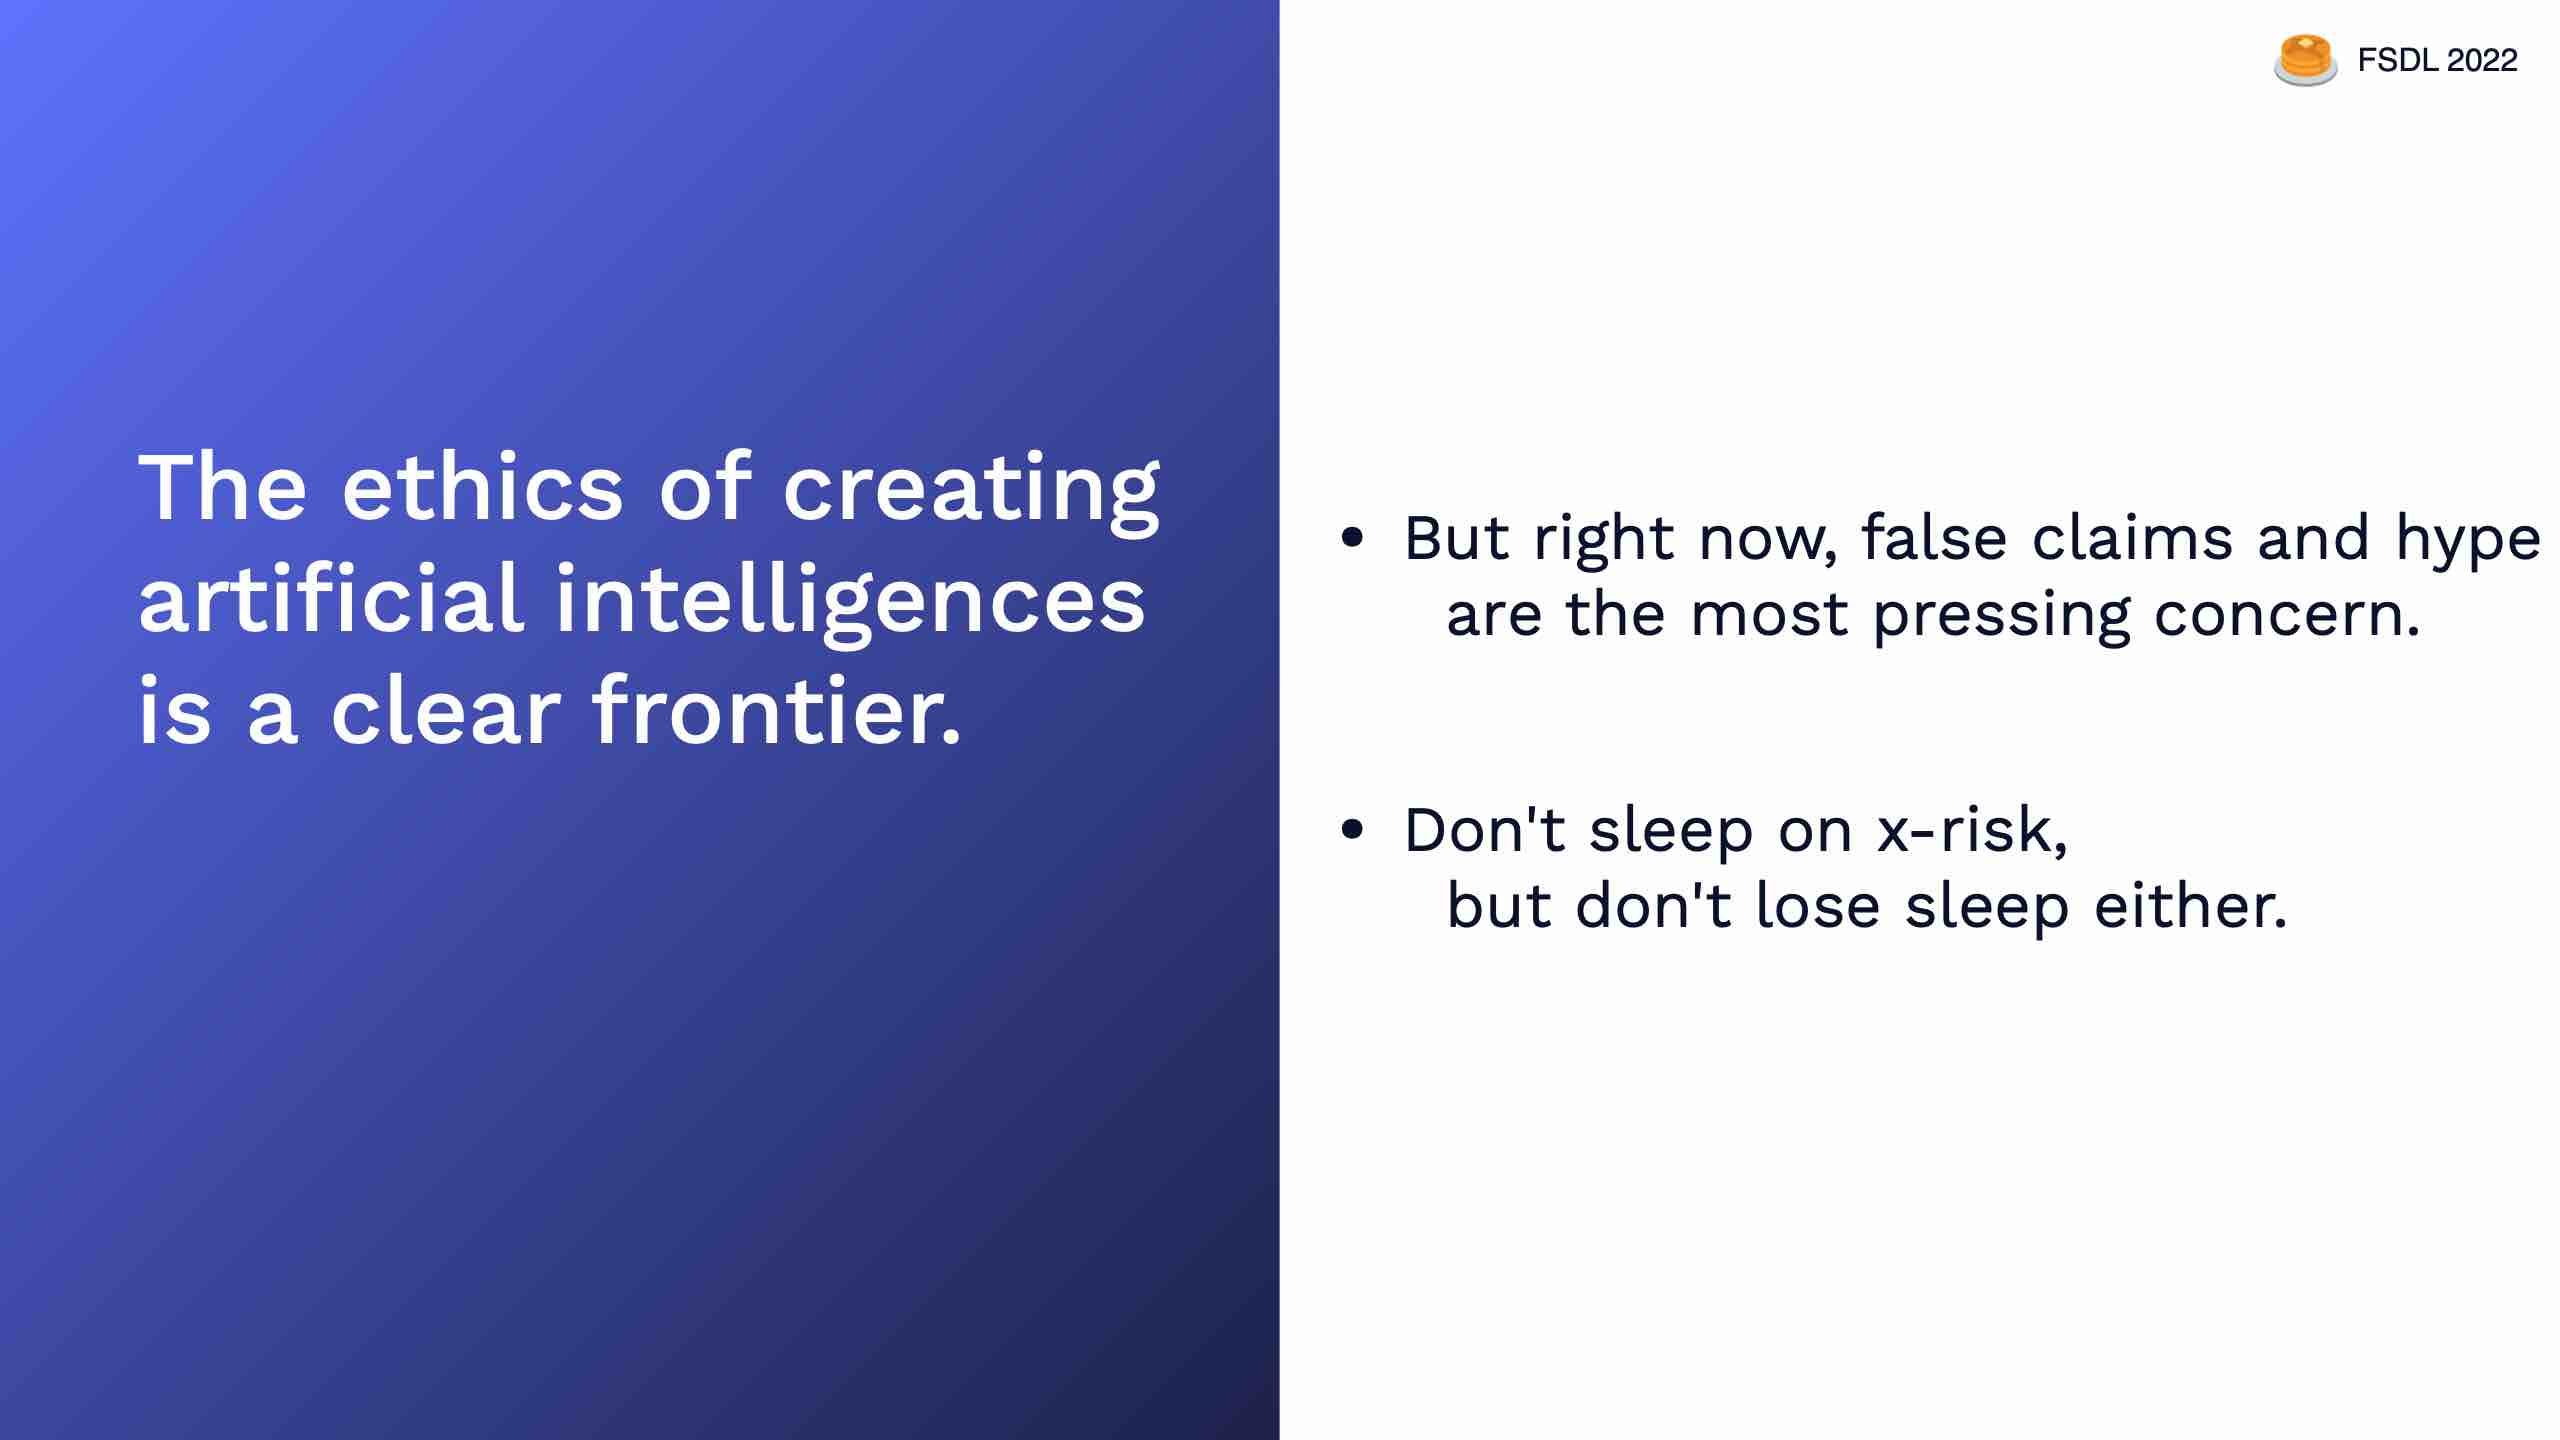 FSDL 2022
The ethics of creating
artificial intelligences
is a clear frontier.
• But right now, false claims and hype
are the most pressing concern.
• Don't sleep on x-risk,
but don't lose sleep either.